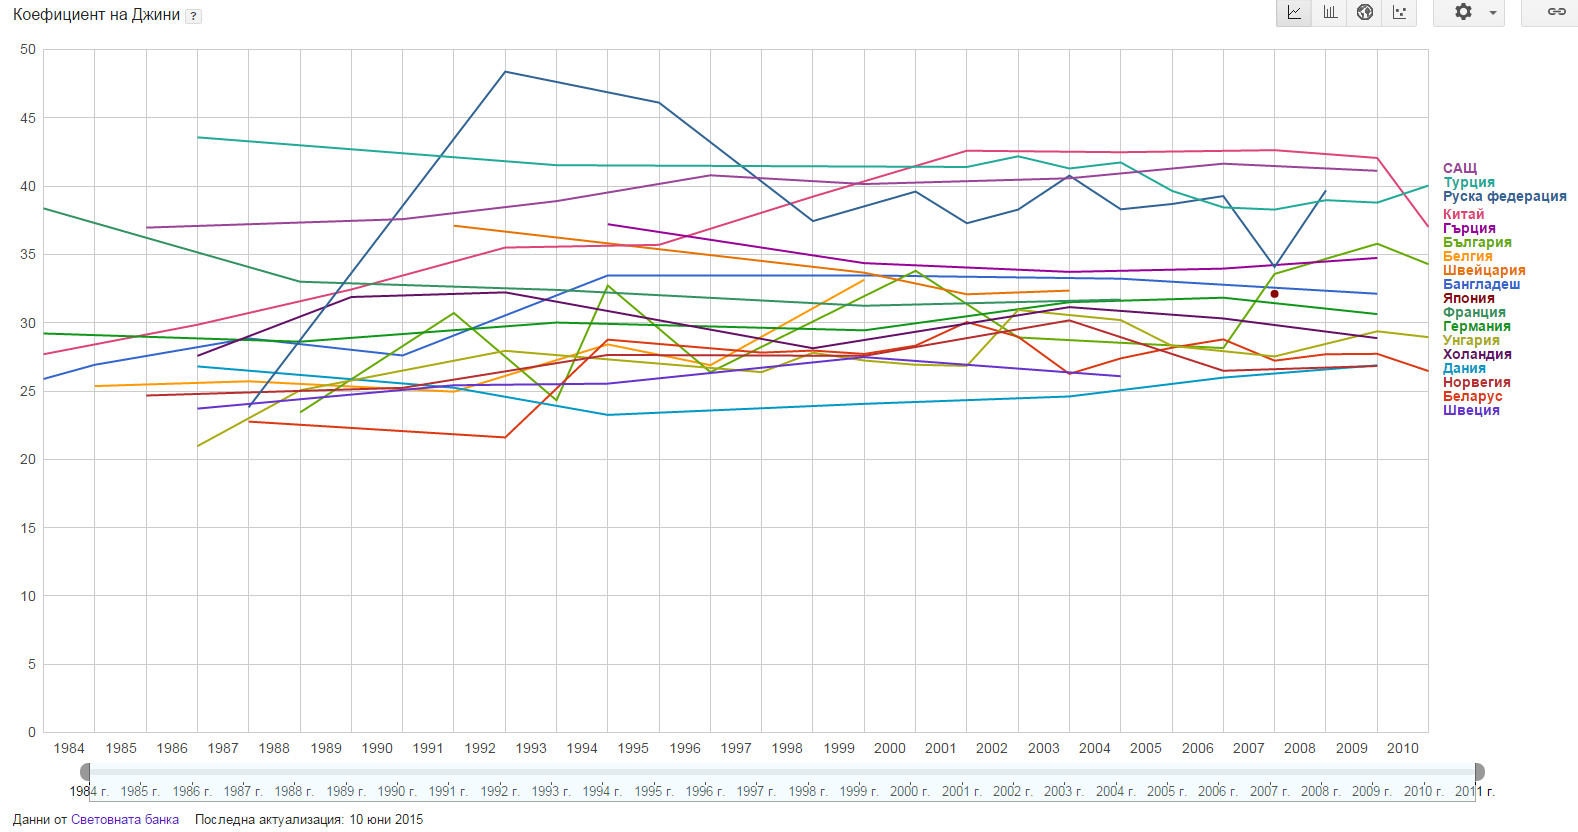 Коефициент на Джини ?
50
45
40
35
30
25
20
15
10
5
0
САЩ
Турция
Руска федерация
Китай
Гърция
България
Белгия
Швейцария
Бангладеш
Япония
Франция
Германия
Унгария
Холандия
Дания
Норвегия
Беларус
Швеция
1984 1985 1986 1987 1988 1989 1990 1991 1992 1993 1994 1995 1996 1997 1998 1999 2000 2001 2002 2003 2004 2005 2006 2007 2008 2009 2010
1984 г. 1985 г. 1986 г. 1987 г. 1988 г. 1989 г. 1990 г. 1991 г. 1992 г. 1993 г. 1994 г. 1995 г. 1996 г. 1997 г. 1998 г. 1999 г. 2000 г. 2001 г. 2002 г. 2003 г. 2004 г. 2005 г. 2006 г. 2007 г. 2008 г. 2009 г. 2010 г. 2011 г.
Данни от Световната банка Последна актуализация: 10 юни 2015